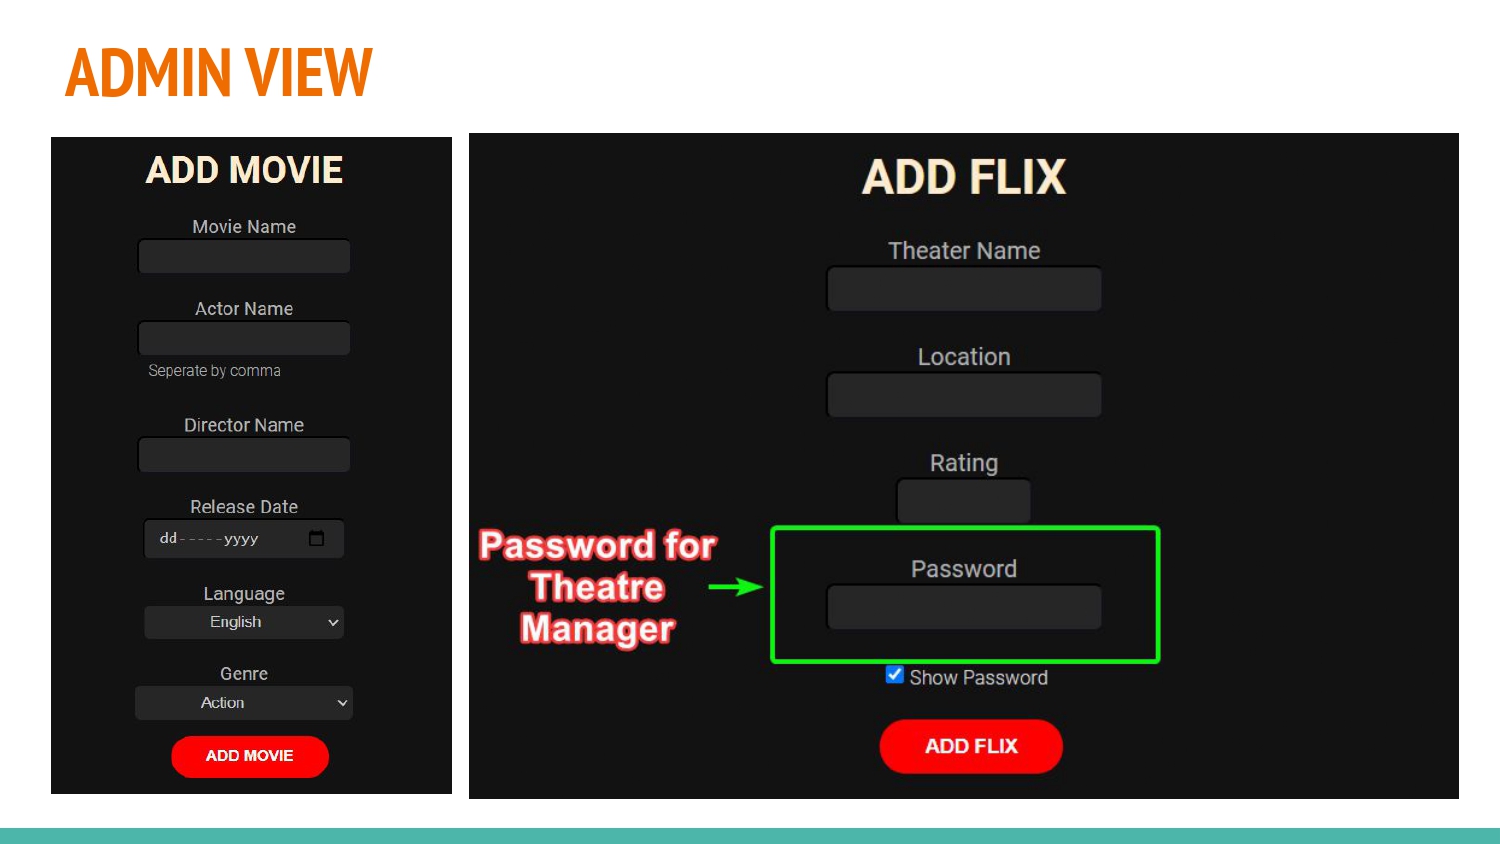 ADMIN VIEW
ADD MOVIE
Movie Name
Actor Name
Seperate by comma
Director Name
Release Date
dd-----yyyy
Language
English
Genre
Action
ADD MOVIE
ADD FLIX
Theater Name
Location
Rating
Password for
Theatre
Manager
Password
Show Password
ADD FLIX